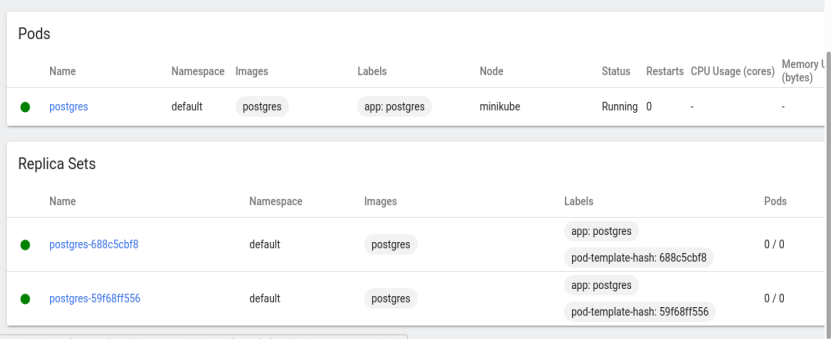 Pods
Name Namespace Images Labels Node Status Restarts CPU Usage (cores) Memory U
(bytes)
postgres default postgres app: postgres minikube Running 0 - -
Replica Sets
Name Namespace Images Labels Pods
postgres-688c5cbf8 default postgres app: postgres 0 / 0
pod-template-hash: 688c5cbf8
postgres-59f68ff556 default postgres app: postgres 0 / 0
pod-template-hash: 59f68ff556